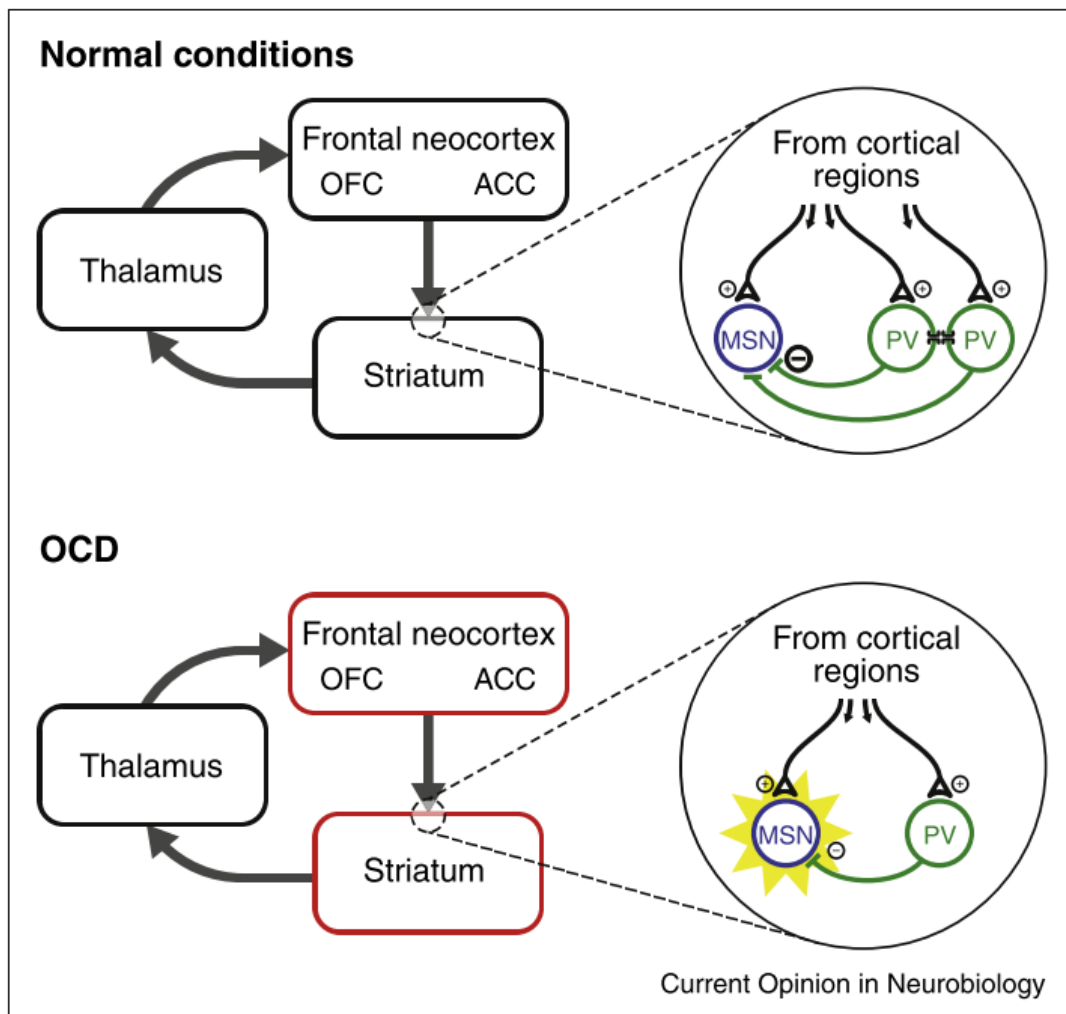 Normal conditions
Frontal neocortex
OFC ACC
Thalamus
Striatum
From cortical
regions
+ + +
MSN PV PV
−
OCD
Frontal neocortex
OFC ACC
Thalamus
Striatum
From cortical
regions
+ +
MSN PV
−
Current Opinion in Neurobiology